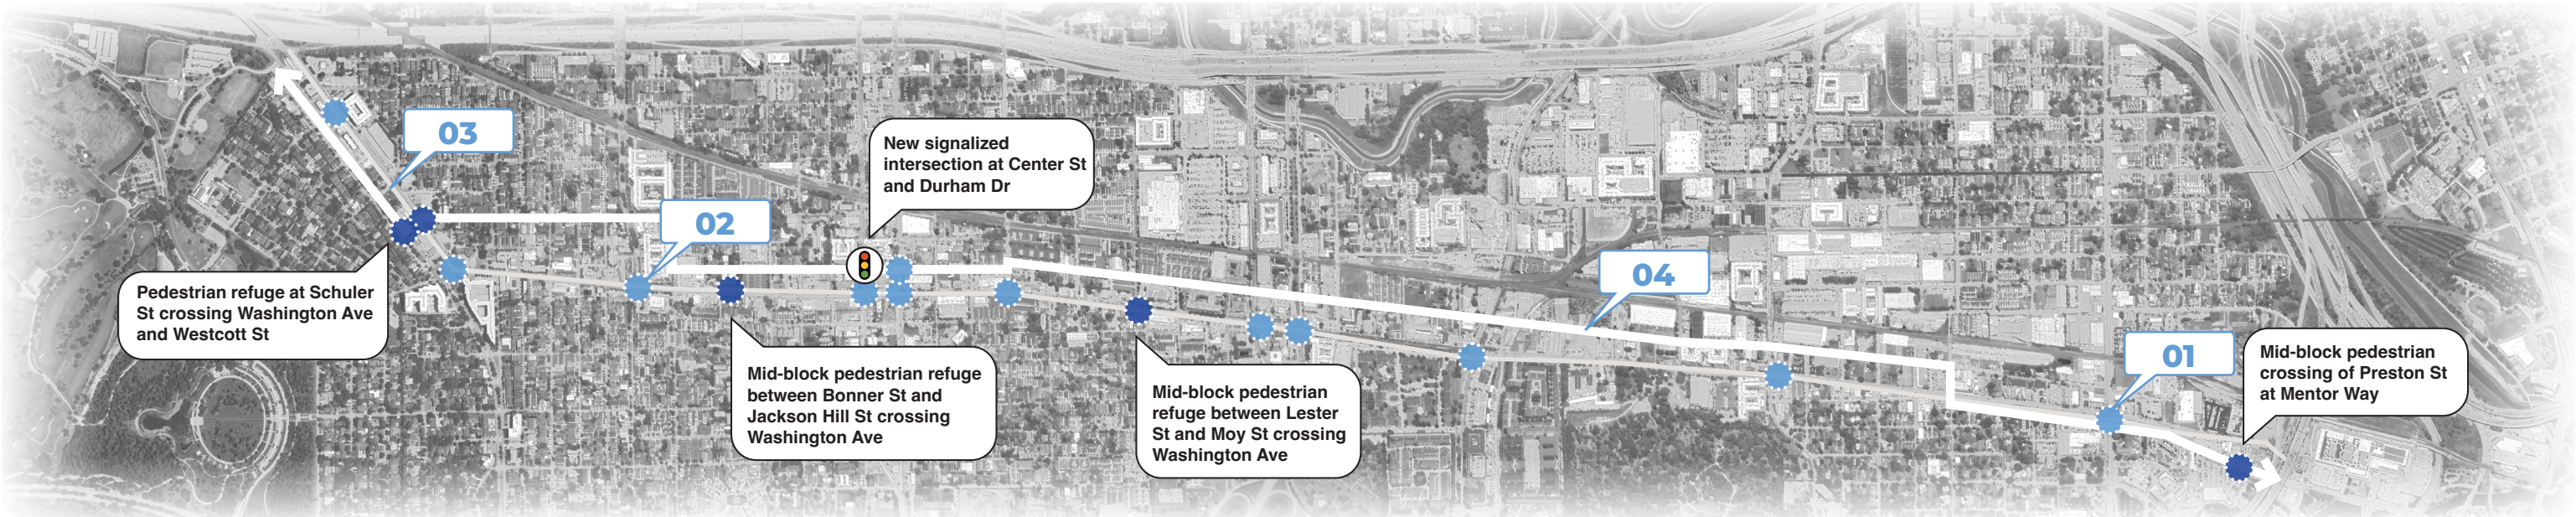 03
Pedestrian refuge at Schuler
St crossing Washington Ave
and Westcott St
02
New signalized
intersection at Center St
and Durham Dr
Mid-block pedestrian refuge
between Bonner St and
Jackson Hill St crossing
Washington Ave
Mid-block pedestrian
refuge between Lester
St and Moy St crossing
Washington Ave
04
01
Mid-block pedestrian
crossing of Preston St
at Mentor Way